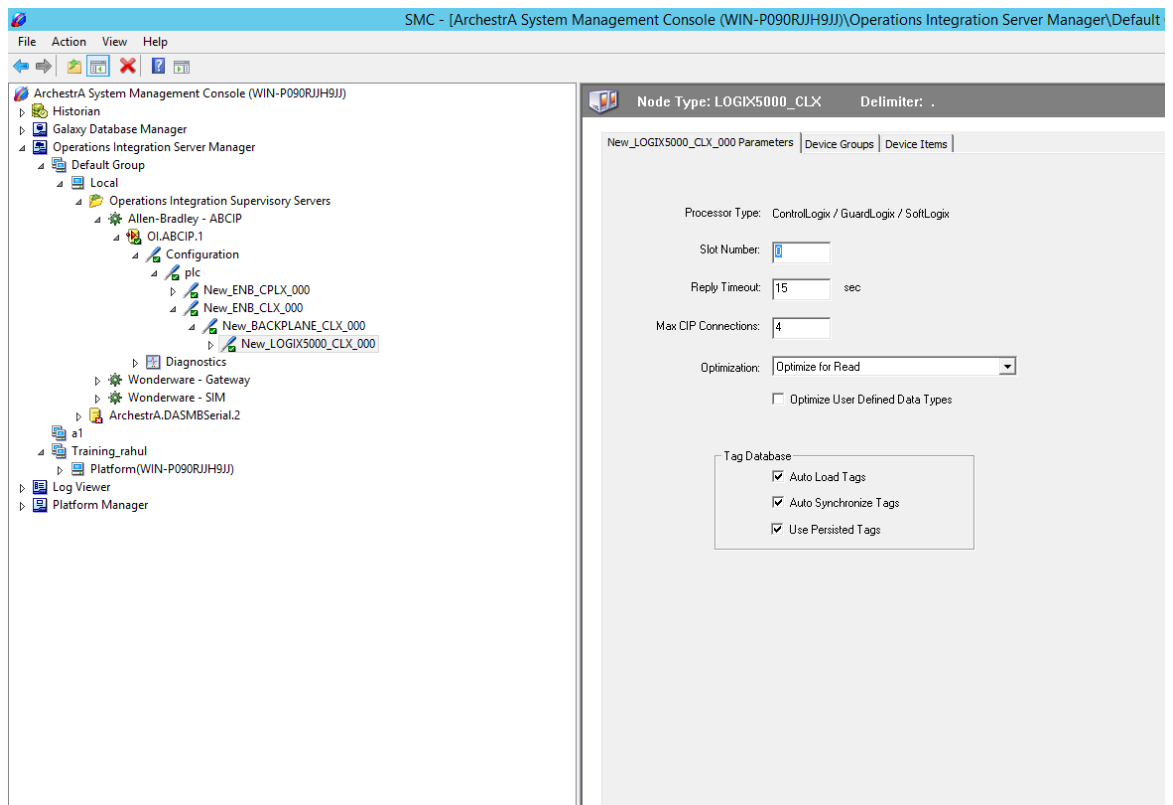 SMC - [ArchestrA System Management Console (WIN-P090RJJH9JJ)\Operations Integration Server Manager\Default
File Action View Help
ArchestrA System Management Console (WIN-P090RJJH9JJ)
Historian
Galaxy Database Manager
Operations Integration Server Manager
Default Group
Local
Operations Integration Supervisory Servers
Allen-Bradley - ABCIP
OI.ABCIP.1
Configuration
plc
New_ENB_CPLX_000
New_ENB_CLX_000
New_BACKPLANE_CLX_000
New_LOGIX5000_CLX_000
Diagnostics
Wonderware - Gateway
Wonderware - SIM
ArchestrA.DASMBSerial.2
a1
Training_rahul
Platform(WIN-P090RJJH9JJ)
Log Viewer
Platform Manager
Node Type: LOGIX5000_CLX Delimiter: .
New_LOGIX5000_CLX_000 Parameters Device Groups Device Items
Processor Type: ControlLogix / GuardLogix / SoftLogix
Slot Number: 0
Reply Timeout: 15 sec
Max CIP Connections: 4
Optimization: Optimize for Read
Optimize User Defined Data Types
Tag Database
Auto Load Tags
Auto Synchronize Tags
Use Persisted Tags